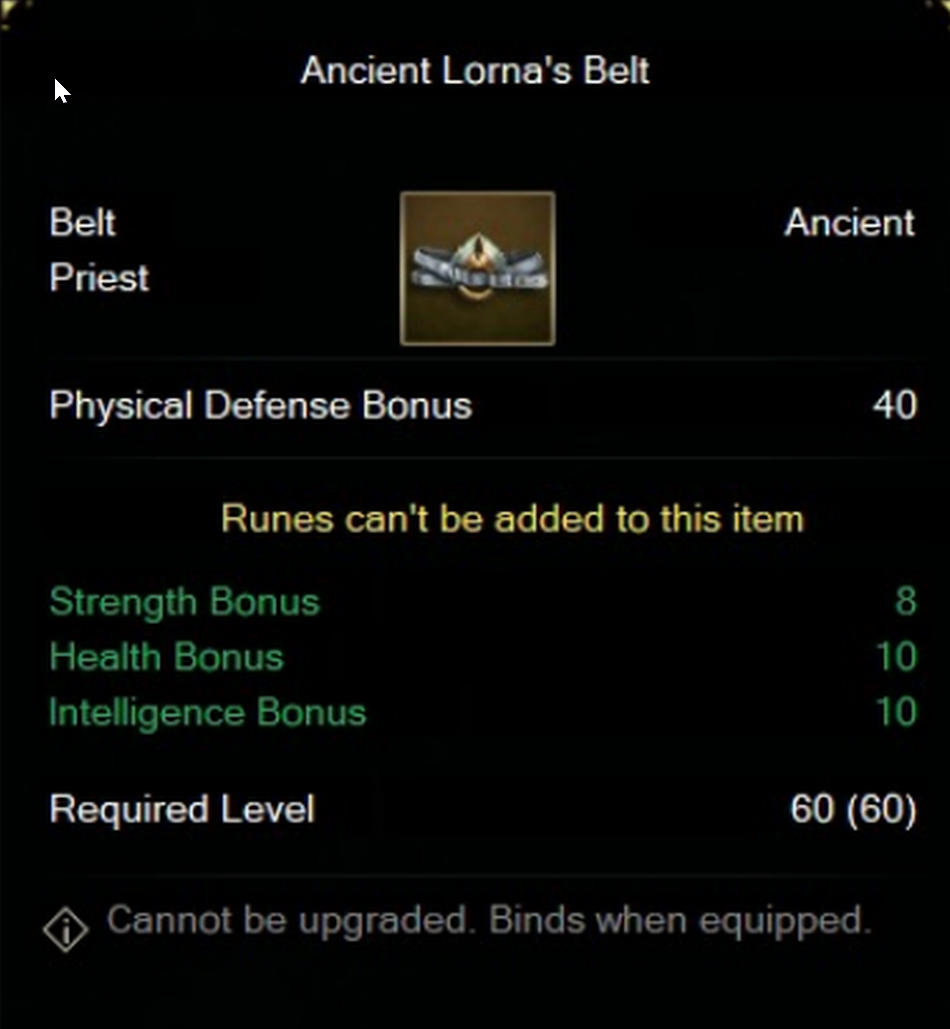 Ancient Lorna's Belt
Belt
Ancient
Priest
Physical Defense Bonus 40
Runes can't be added to this item
Strength Bonus 8
Health Bonus 10
Intelligence Bonus 10
Required Level 60 (60)
Cannot be upgraded. Binds when equipped.